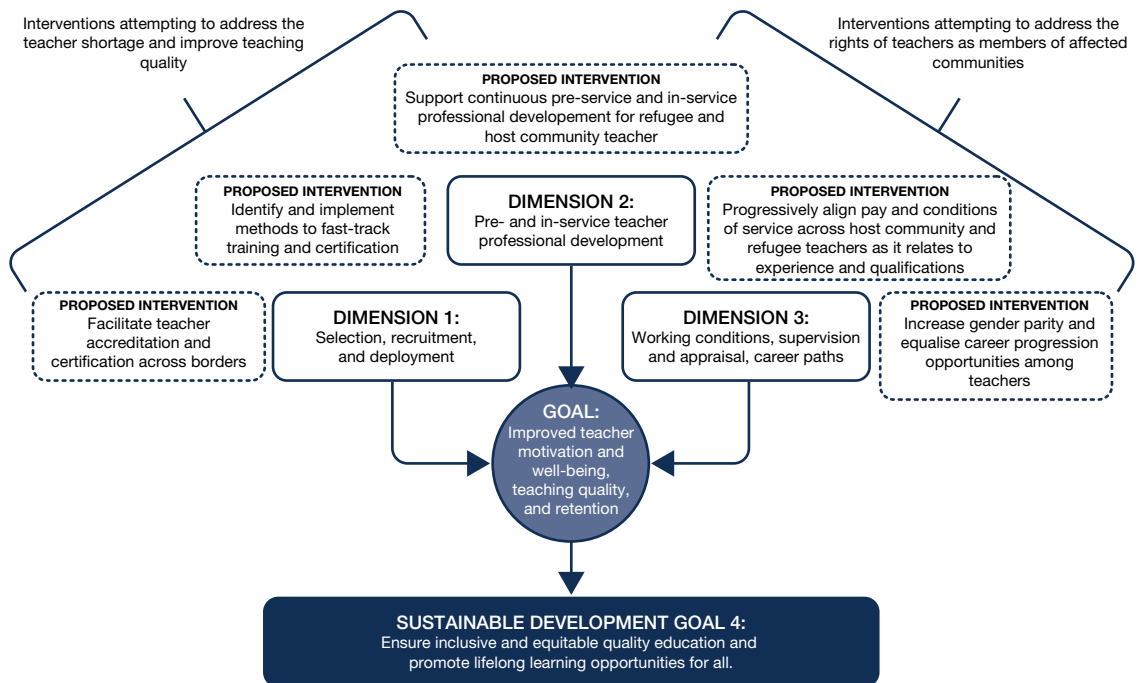 Interventions attempting to address the
teacher shortage and improve teaching
quality
Interventions attempting to address the
rights of teachers as members of affected
communities
PROPOSED INTERVENTION
Support continuous pre-service and in-service
professional developement for refugee and
host community teacher
PROPOSED INTERVENTION
Identify and implement
methods to fast-track
training and certification
DIMENSION 2:
Pre- and in-service teacher
professional development
PROPOSED INTERVENTION
Progressively align pay and conditions
of service across host community and
refugee teachers as it relates to
experience and qualifications
PROPOSED INTERVENTION
Facilitate teacher
accreditation and
certification across borders
DIMENSION 1:
Selection, recruitment,
and deployment
DIMENSION 3:
Working conditions, supervision
and appraisal, career paths
PROPOSED INTERVENTION
Increase gender parity and
equalise career progression
opportunities among
teachers
GOAL:
Improved teacher
motivation and
well-being,
teaching quality,
and retention
SUSTAINABLE DEVELOPMENT GOAL 4:
Ensure inclusive and equitable quality education and
promote lifelong learning opportunities for all.